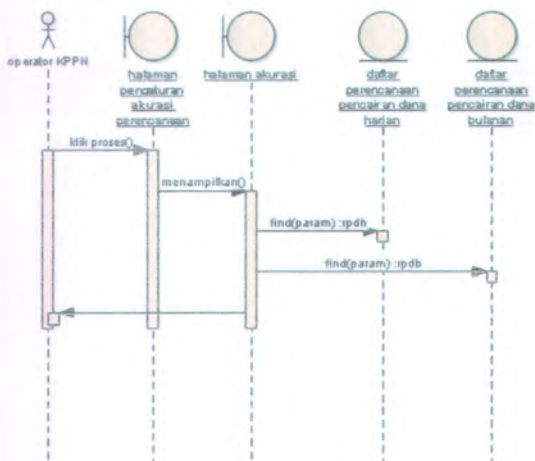 operator KPPN
halaman
pengaturan
akurasi
perencanaan
halaman akurasi
daftar
perencanaan
pencairan dana
harian
daftar
perencanaan
pencairan dana
bulanan
klik proses()
menampilkan()
find(param) :rpdh
find(param) :rpdb